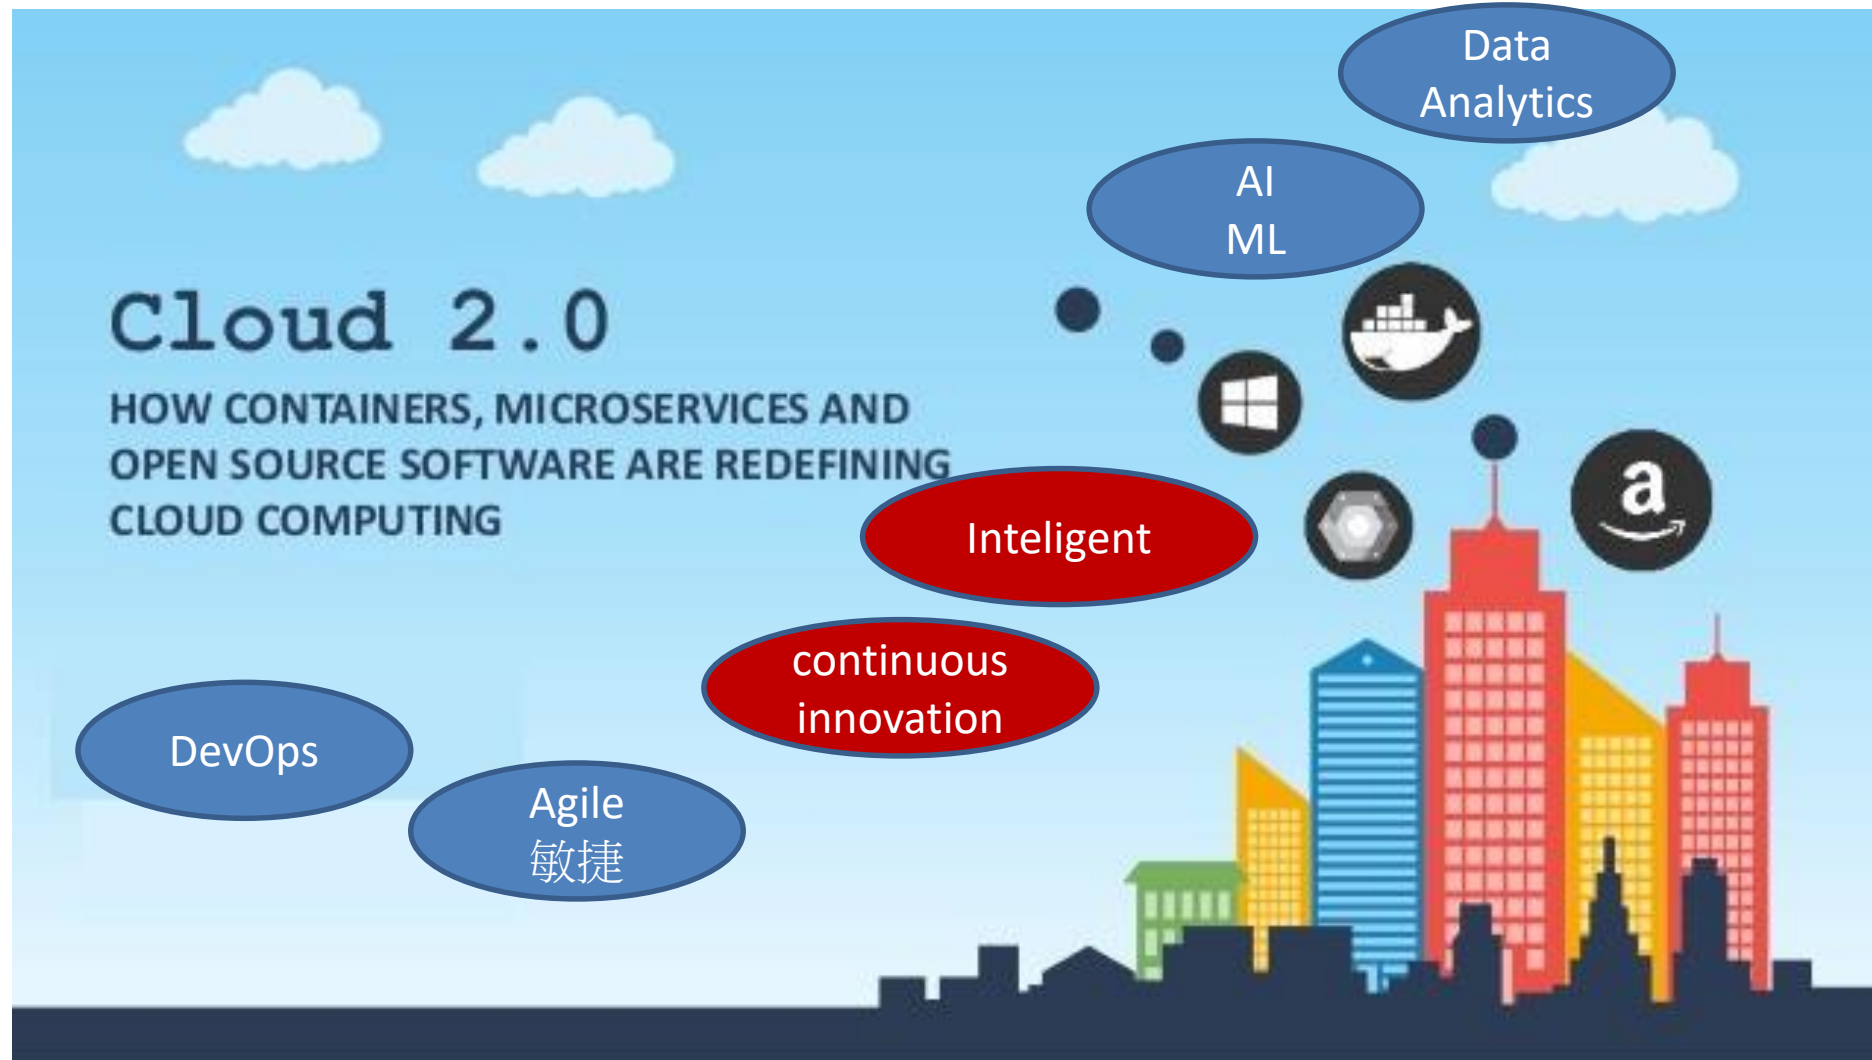 Data
Analytics
AI
ML
Cloud 2.0
HOW CONTAINERS, MICROSERVICES AND
OPEN SOURCE SOFTWARE ARE REDEFINING
CLOUD COMPUTING
a
Inteligent
continuous
innovation
DevOps
Agile
敏捷